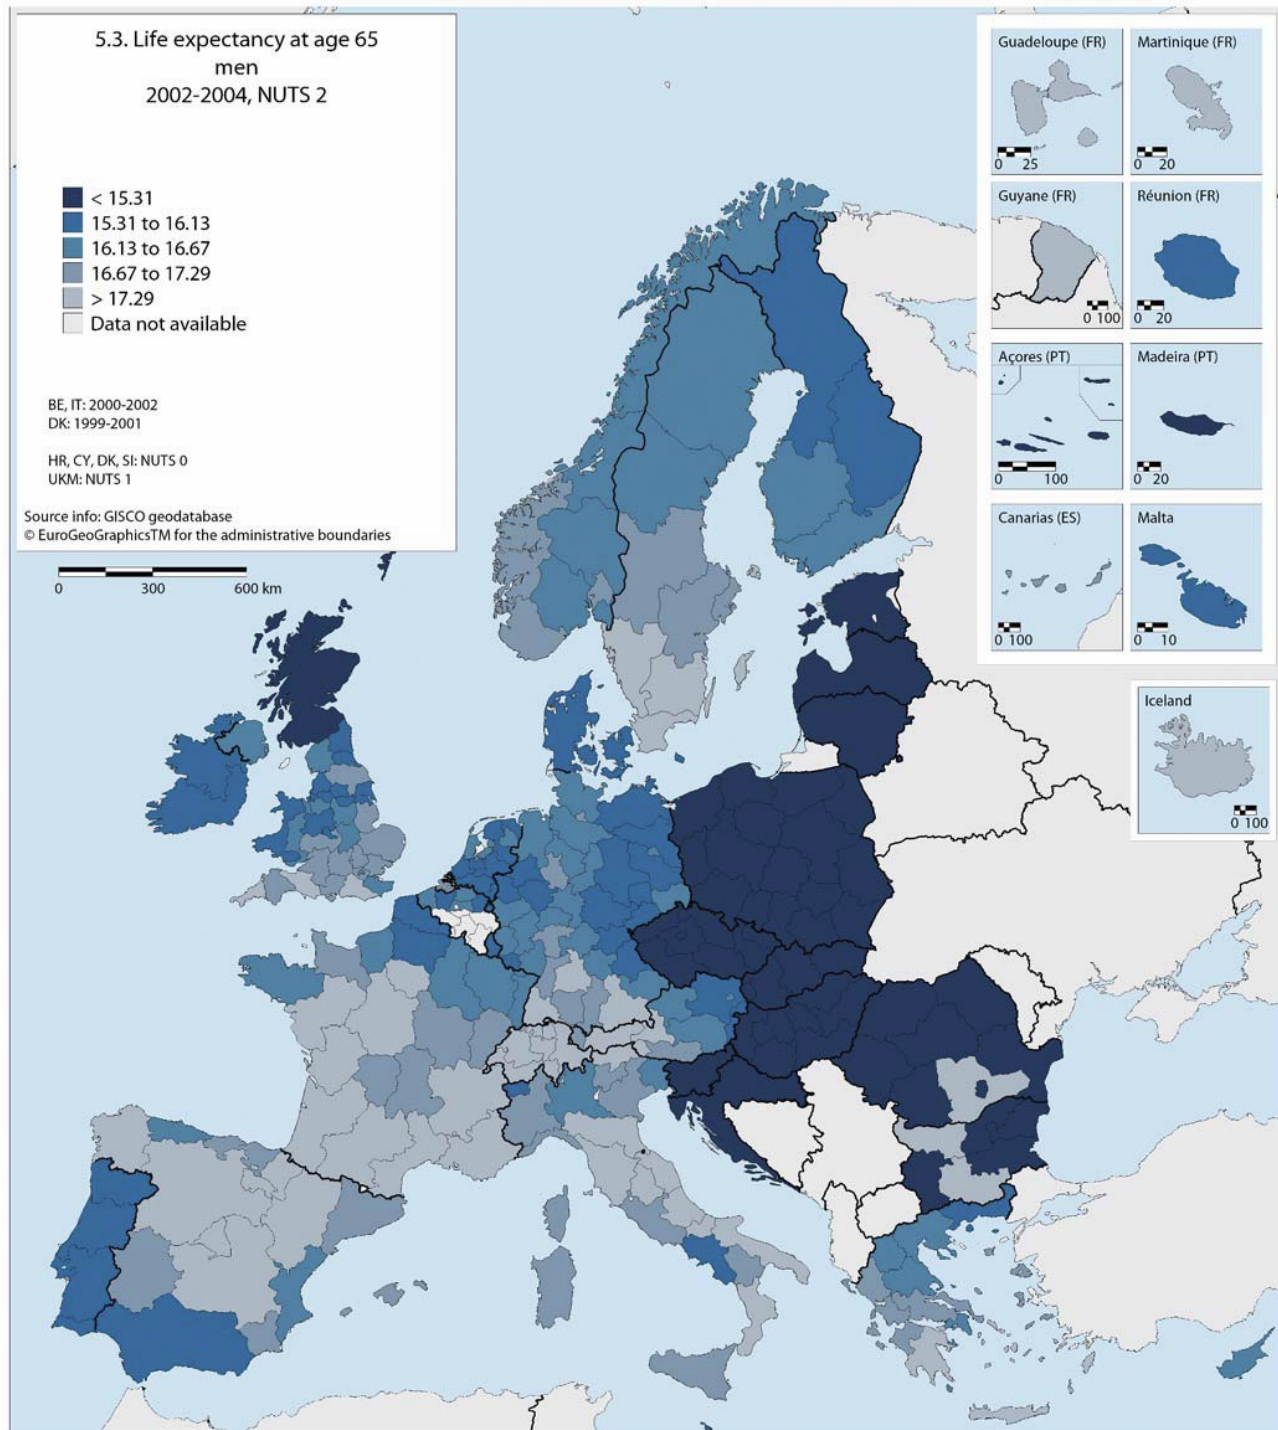 5.3. Life expectancy at age 65
men
2002-2004, NUTS 2
< 15.31
15.31 to 16.13
16.13 to 16.67
16.67 to 17.29
> 17.29
Data not available
BE, IT: 2000-2002
DK: 1999-2001
HR, CY, DK, SI: NUTS 0
UKM: NUTS 1
Source info: GISCO geodatabase
© EuroGeoGraphicsTM for the administrative boundaries
0 300 600 km
Guadeloupe (FR)
0 25
Martinique (FR)
0 20
Guyane (FR)
0 100
Réunion (FR)
0 20
Açores (PT)
0 100
Madeira (PT)
0 20
Canarias (ES)
0 100
Malta
0 10
Iceland
0 100